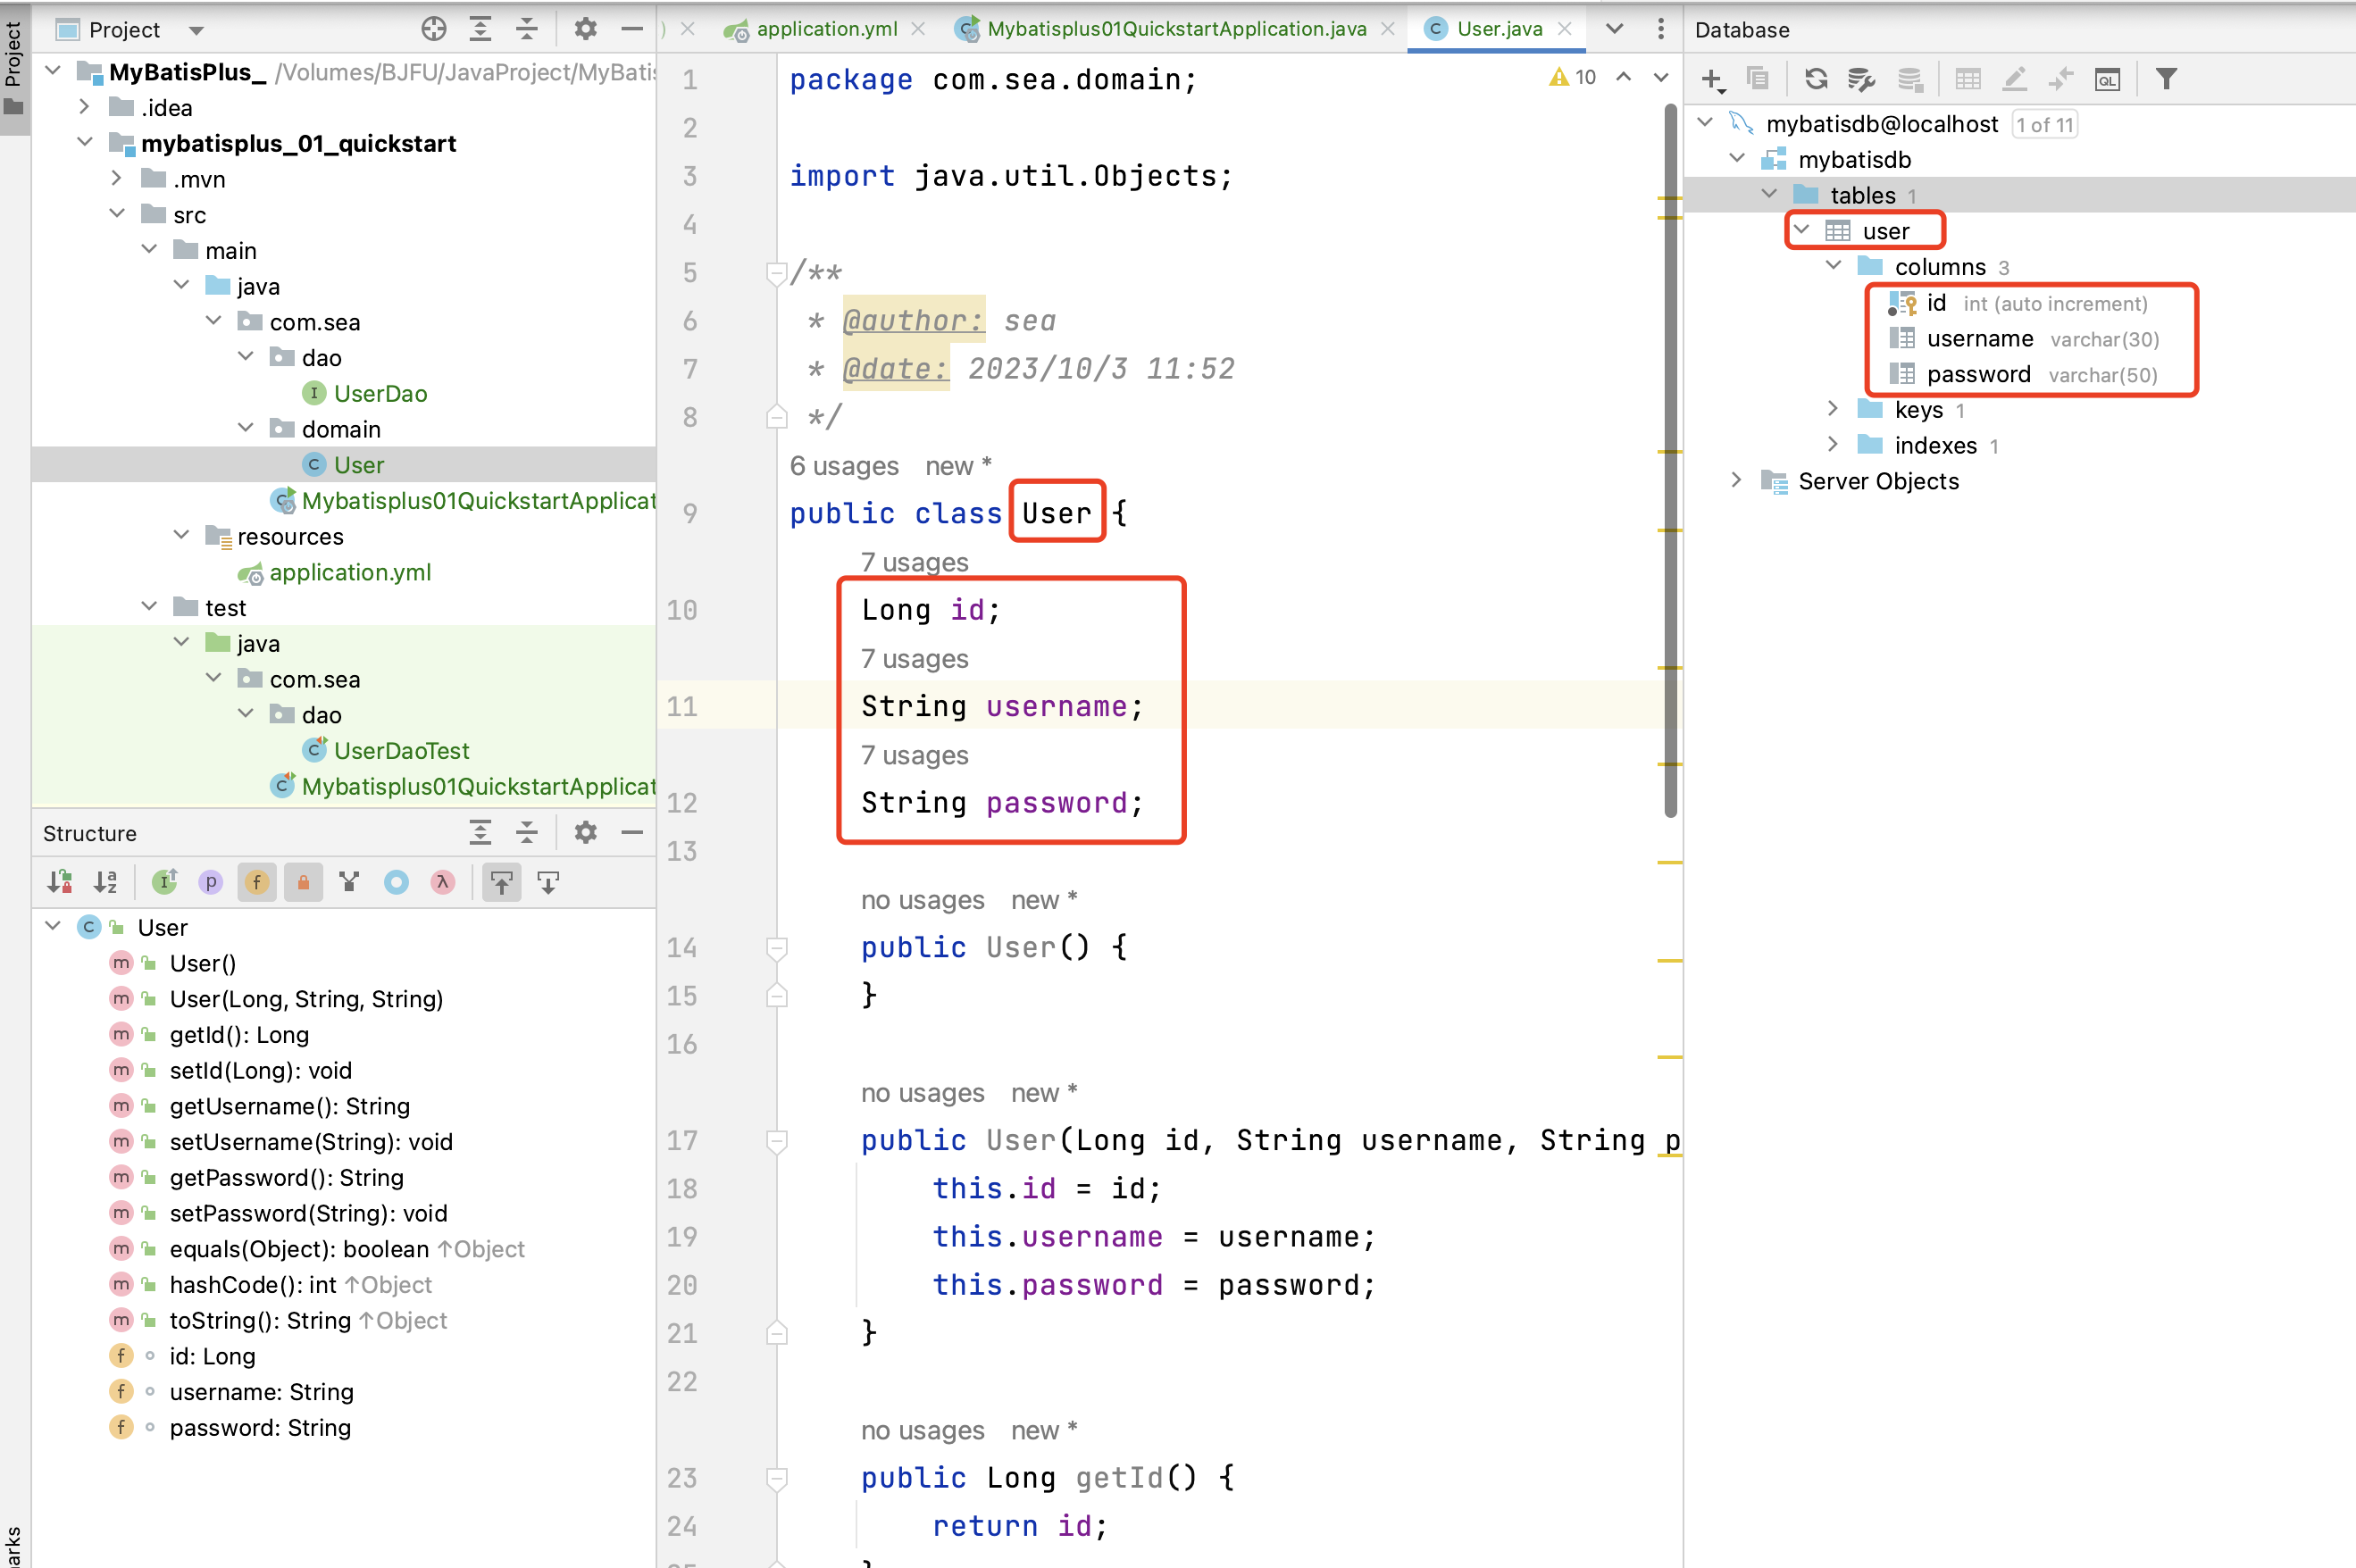 Project
Project
MyBatisPlus_ /Volumes/BJFU/JavaProject/MyBatis
.idea
mybatisplus_01_quickstart
.mvn
src
main
java
com.sea
dao
UserDao
domain
User
Mybatisplus01QuickstartApplicat
resources
application.yml
test
java
com.sea
dao
UserDaoTest
Mybatisplus01QuickstartApplicat
Structure
User
User()
User(Long, String, String)
getId(): Long
setId(Long): void
getUsername(): String
setUsername(String): void
getPassword(): String
setPassword(String): void
equals(Object): boolean ↑Object
hashCode(): int ↑Object
toString(): String ↑Object
id: Long
username: String
password: String
arks
application.yml
Mybatisplus01QuickstartApplication.java
User.java
10
1 package com.sea.domain;
2
3 import java.util.Objects;
4
5 /**
6 * @author: sea
7 * @date: 2023/10/3 11:52
8 */
6 usages new *
9 public class User {
7 usages
10 Long id;
7 usages
11 String username;
7 usages
12 String password;
13
no usages new *
14 public User() {
15 }
16
no usages new *
17 public User(Long id, String username, String p
18 this.id = id;
19 this.username = username;
20 this.password = password;
21 }
22
no usages new *
23 public Long getId() {
24 return id;
}
Database
QL
mybatisdb@localhost 1 of 11
mybatisdb
tables 1
user
columns 3
id int (auto increment)
username varchar(30)
password varchar(50)
keys 1
indexes 1
Server Objects